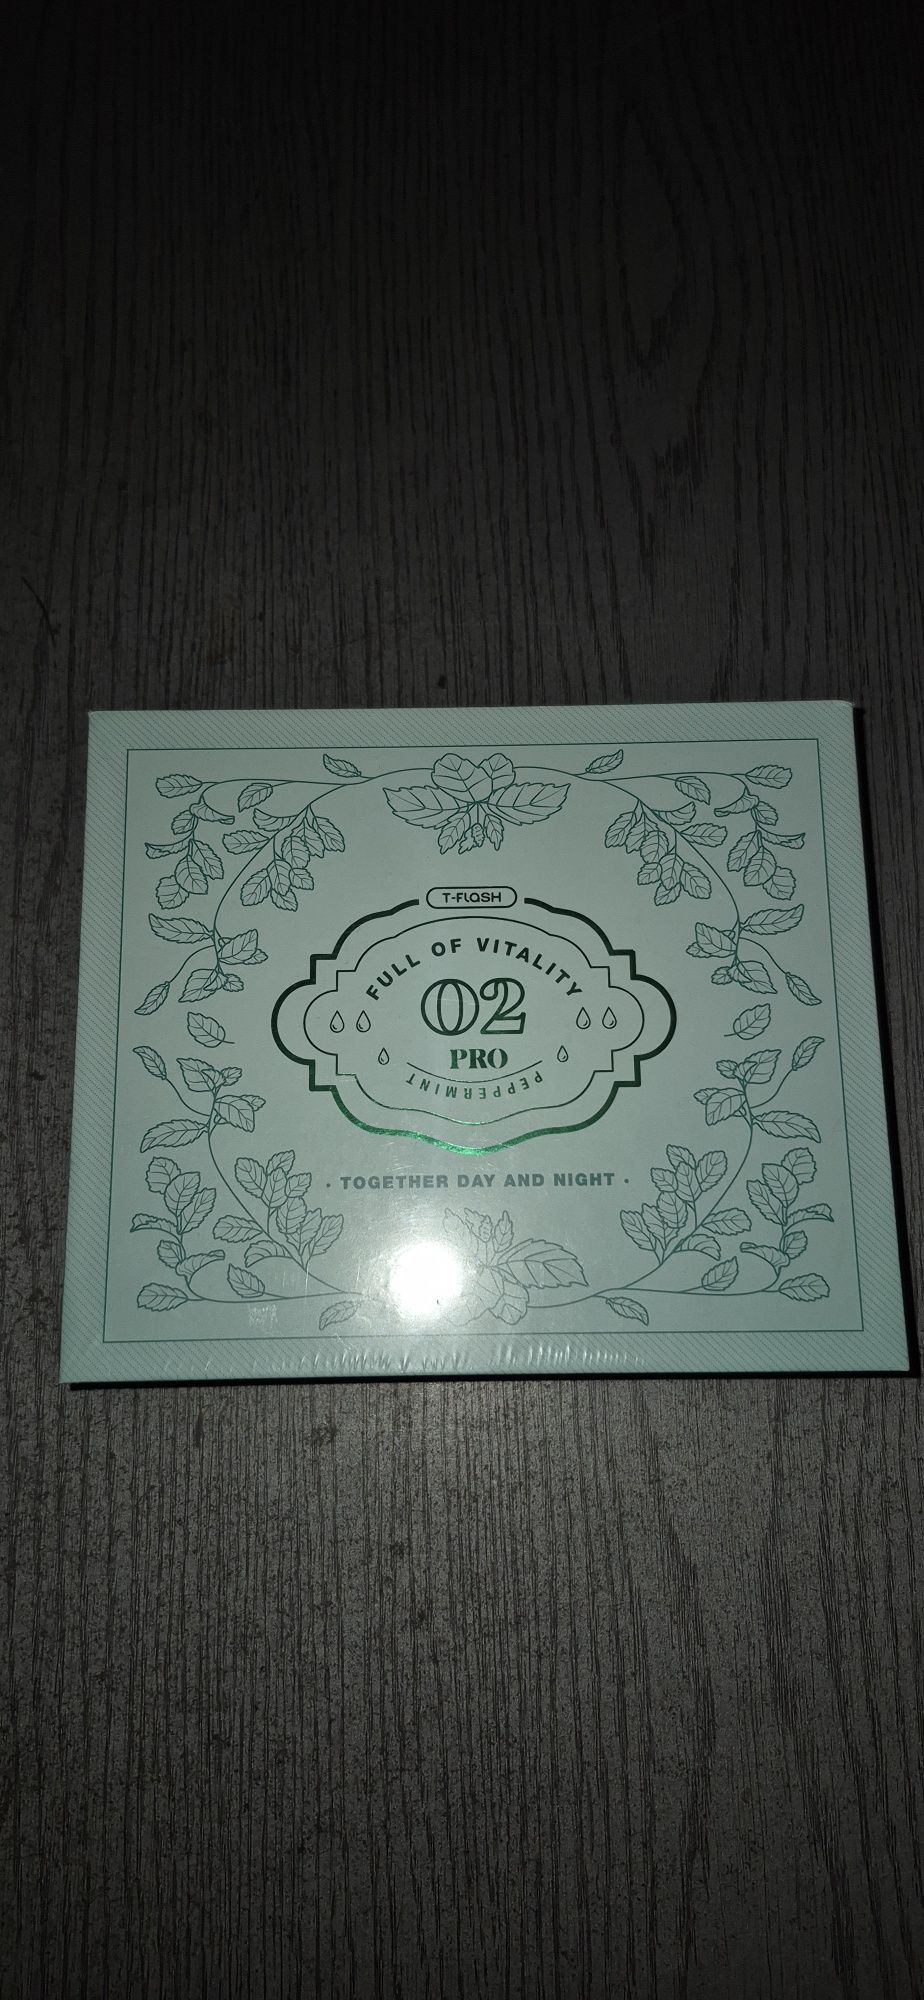 T-FLASH
FULL OF VITALITY
02
PRO
PEPPERMINT
· TOGETHER DAY AND NIGHT ·